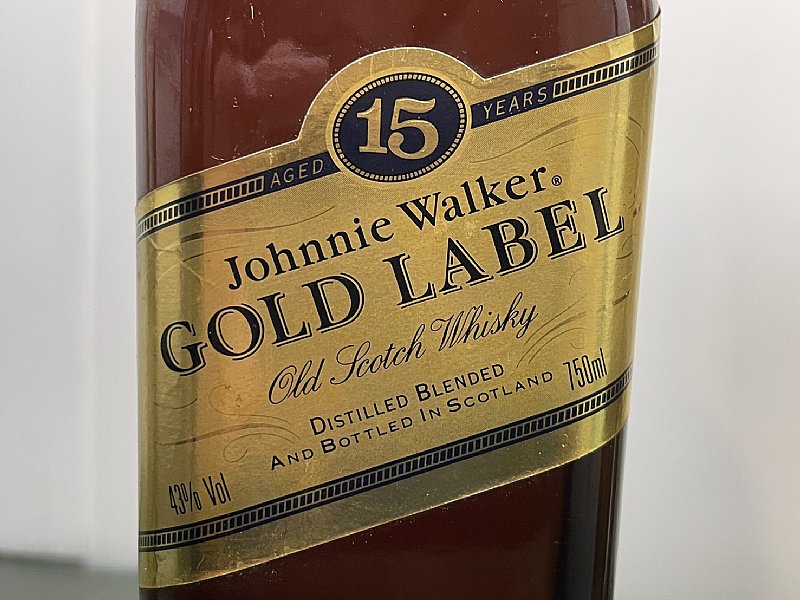 AGED 15 YEARS
Johnnie Walker®
GOLD LABEL
Old Scotch Whisky
DISTILLED BLENDED
AND BOTTLED IN SCOTLAND
750ml
43% Vol